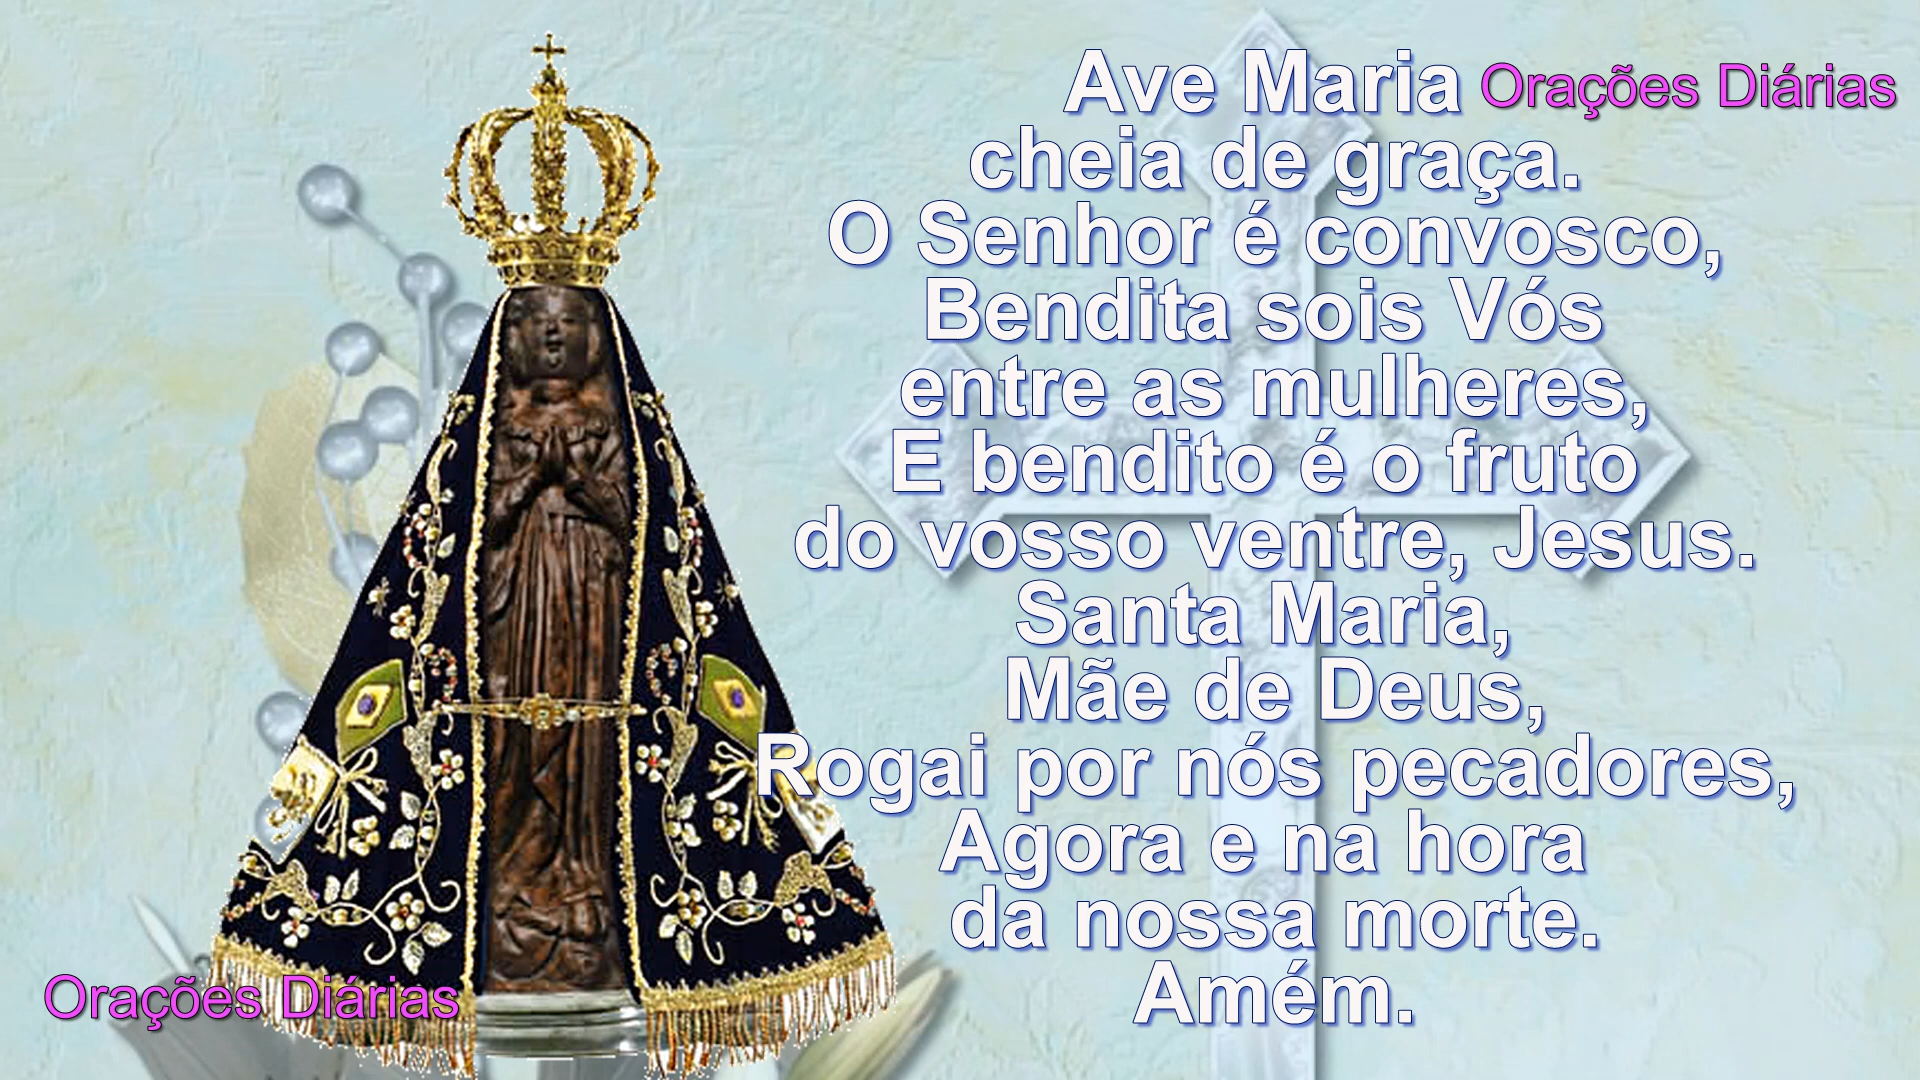 Ave Maria
Orações Diárias
cheia de graça.
O Senhor é convosco,
Bendita sois Vós
entre as mulheres,
E bendito é o fruto
do vosso ventre, Jesus.
Santa Maria,
Mãe de Deus,
Rogai por nós pecadores,
Agora e na hora
da nossa morte.
Amém.
Orações Diárias